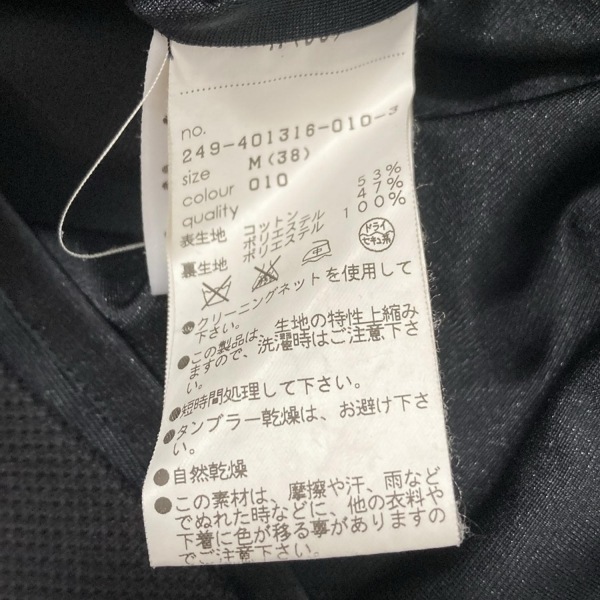 no.
249-401316-010-3
size M(38)
colour 010
quality
表生地 コットン 53%
ポリエステル 47%
裏生地 ポリエステル 100%
ドライ
セキユ系
●クリーニングネットを使用して
下さい。
●この製品は、生地の特性上縮み
ますので、洗濯時はご注意下さ
い。
●短時間処理して下さい。
●タンブラー乾燥は、お避け下さ
い。
●自然乾燥
●この素材は、摩擦や汗、雨など
でぬれた時などに、他の衣料や
下着に色が移る事がありますの
でご注意下さい。